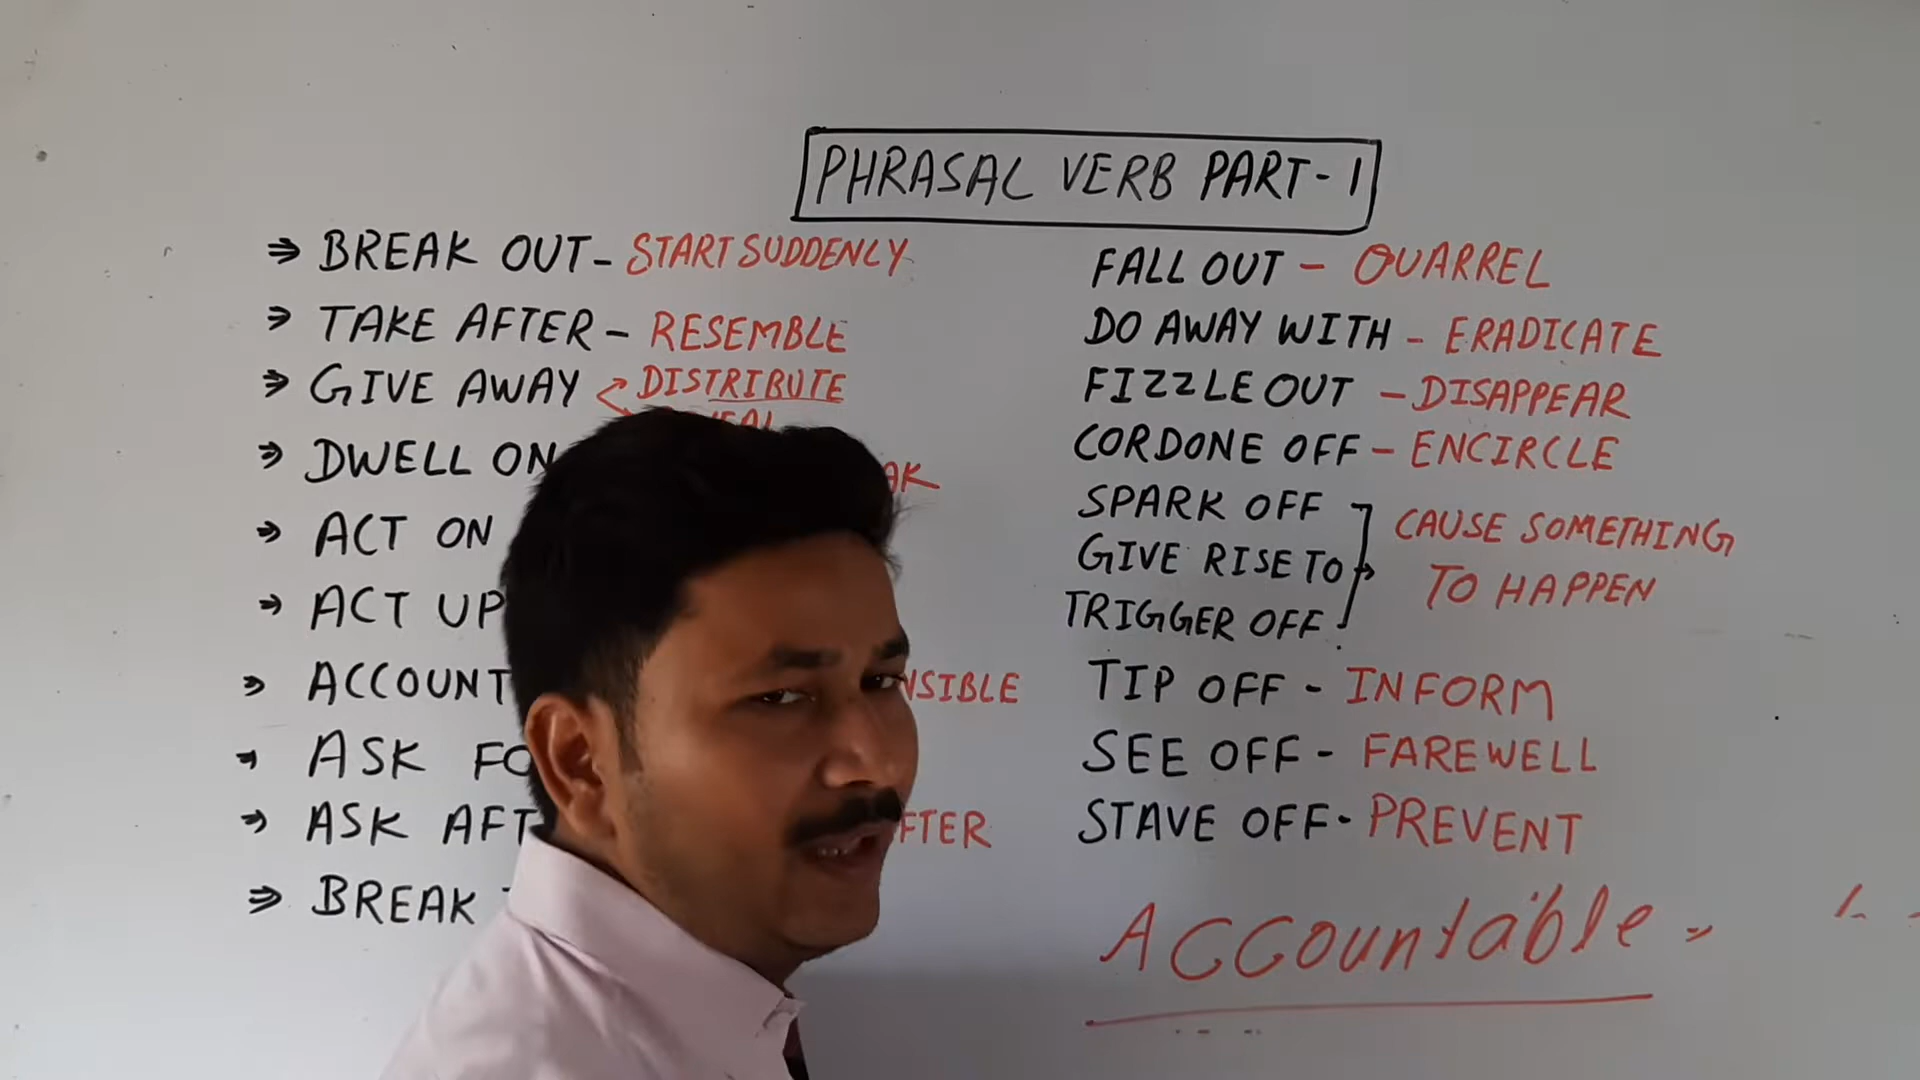 PHRASAL VERB PART-1
⇒ BREAK OUT - START SUDDENLY
⇒ TAKE AFTER - RESEMBLE
⇒ GIVE AWAY → DISTRIBUTE
⇒ DWELL ON
⇒ ACT ON
⇒ ACT UP
⇒ ACCOUNT
⇒ ASK
⇒ ASK
⇒ BREAK
FALL OUT - QUARREL
DO AWAY WITH - ERADICATE
FIZZLE OUT - DISAPPEAR
CORDONE OFF - ENCIRCLE
SPARK OFF
GIVE RISE TO → CAUSE SOMETHING
TO HAPPEN
TRIGGER OFF
TIP OFF - INFORM
SEE OFF - FAREWELL
STAVE OFF - PREVENT
Accountable =